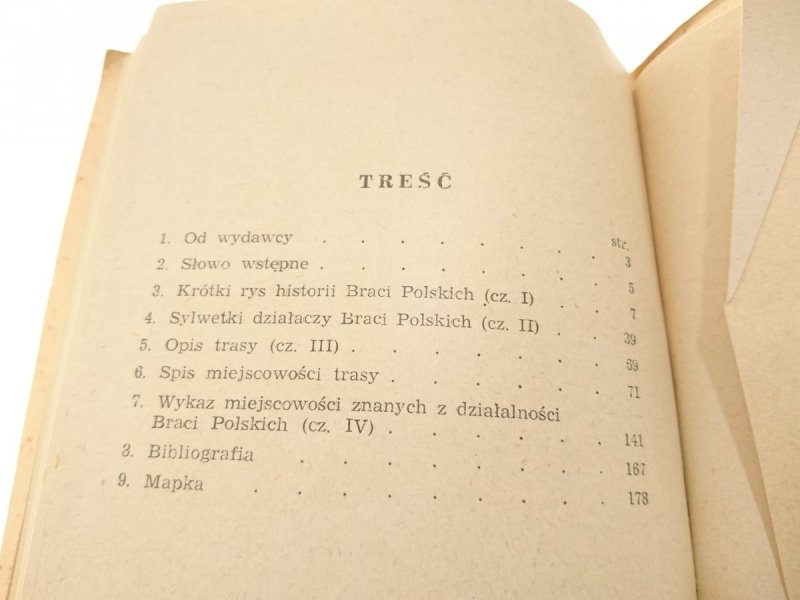 TREŚĆ
str.
1. Od wydawcy . . . . . . . 3
2. Słowo wstępne . . . . . . . 5
3. Krótki rys historii Braci Polskich (cz. I) . 7
4. Sylwetki działaczy Braci Polskich (cz. II) . 39
5. Opis trasy (cz. III) . . . . . . 69
6. Spis miejscowości trasy . . . . . 71
7. Wykaz miejscowości znanych z działalności
Braci Polskich (cz. IV) . . . . . . 141
8. Bibliografia . . . . . . . . 167
9. Mapka . . . . . . . . . 178